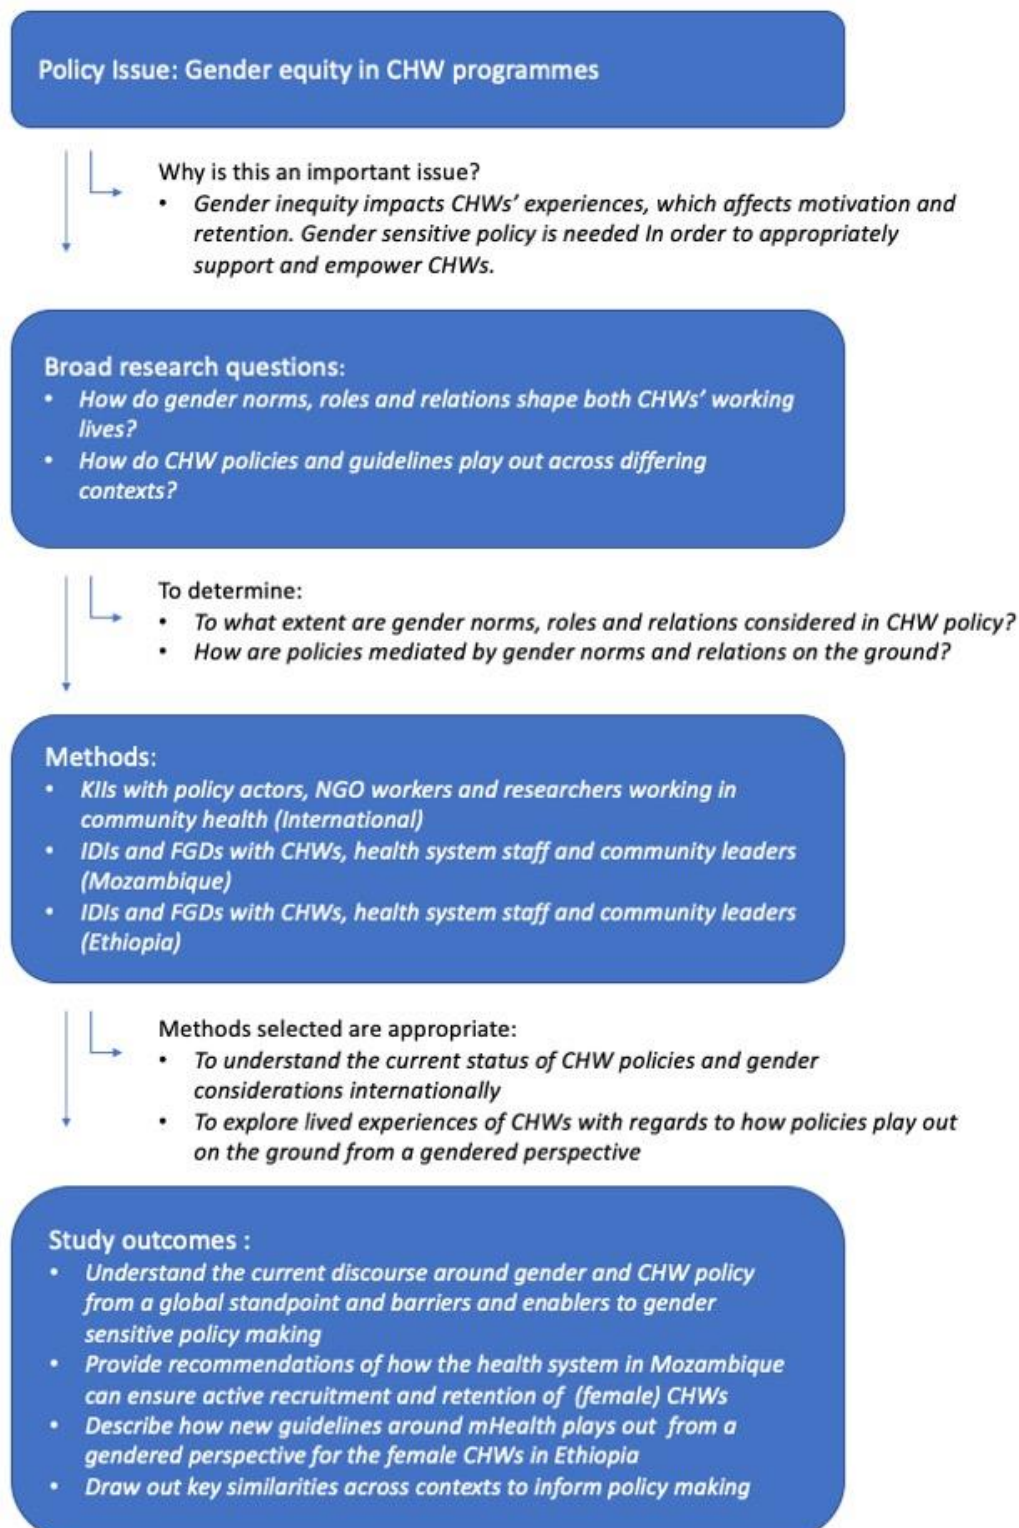 Policy Issue: Gender equity in CHW programmes
Why is this an important issue?
• Gender inequity impacts CHWs’ experiences, which affects motivation and
retention. Gender sensitive policy is needed In order to appropriately
support and empower CHWs.
Broad research questions:
• How do gender norms, roles and relations shape both CHWs’ working
lives?
• How do CHW policies and guidelines play out across differing
contexts?
To determine:
• To what extent are gender norms, roles and relations considered in CHW policy?
• How are policies mediated by gender norms and relations on the ground?
Methods:
• KIIs with policy actors, NGO workers and researchers working in
community health (International)
• IDIs and FGDs with CHWs, health system staff and community leaders
(Mozambique)
• IDIs and FGDs with CHWs, health system staff and community leaders
(Ethiopia)
Methods selected are appropriate:
• To understand the current status of CHW policies and gender
considerations internationally
• To explore lived experiences of CHWs with regards to how policies play out
on the ground from a gendered perspective
Study outcomes :
• Understand the current discourse around gender and CHW policy
from a global standpoint and barriers and enablers to gender
sensitive policy making
• Provide recommendations of how the health system in Mozambique
can ensure active recruitment and retention of (female) CHWs
• Describe how new guidelines around mHealth plays out from a
gendered perspective for the female CHWs in Ethiopia
• Draw out key similarities across contexts to inform policy making